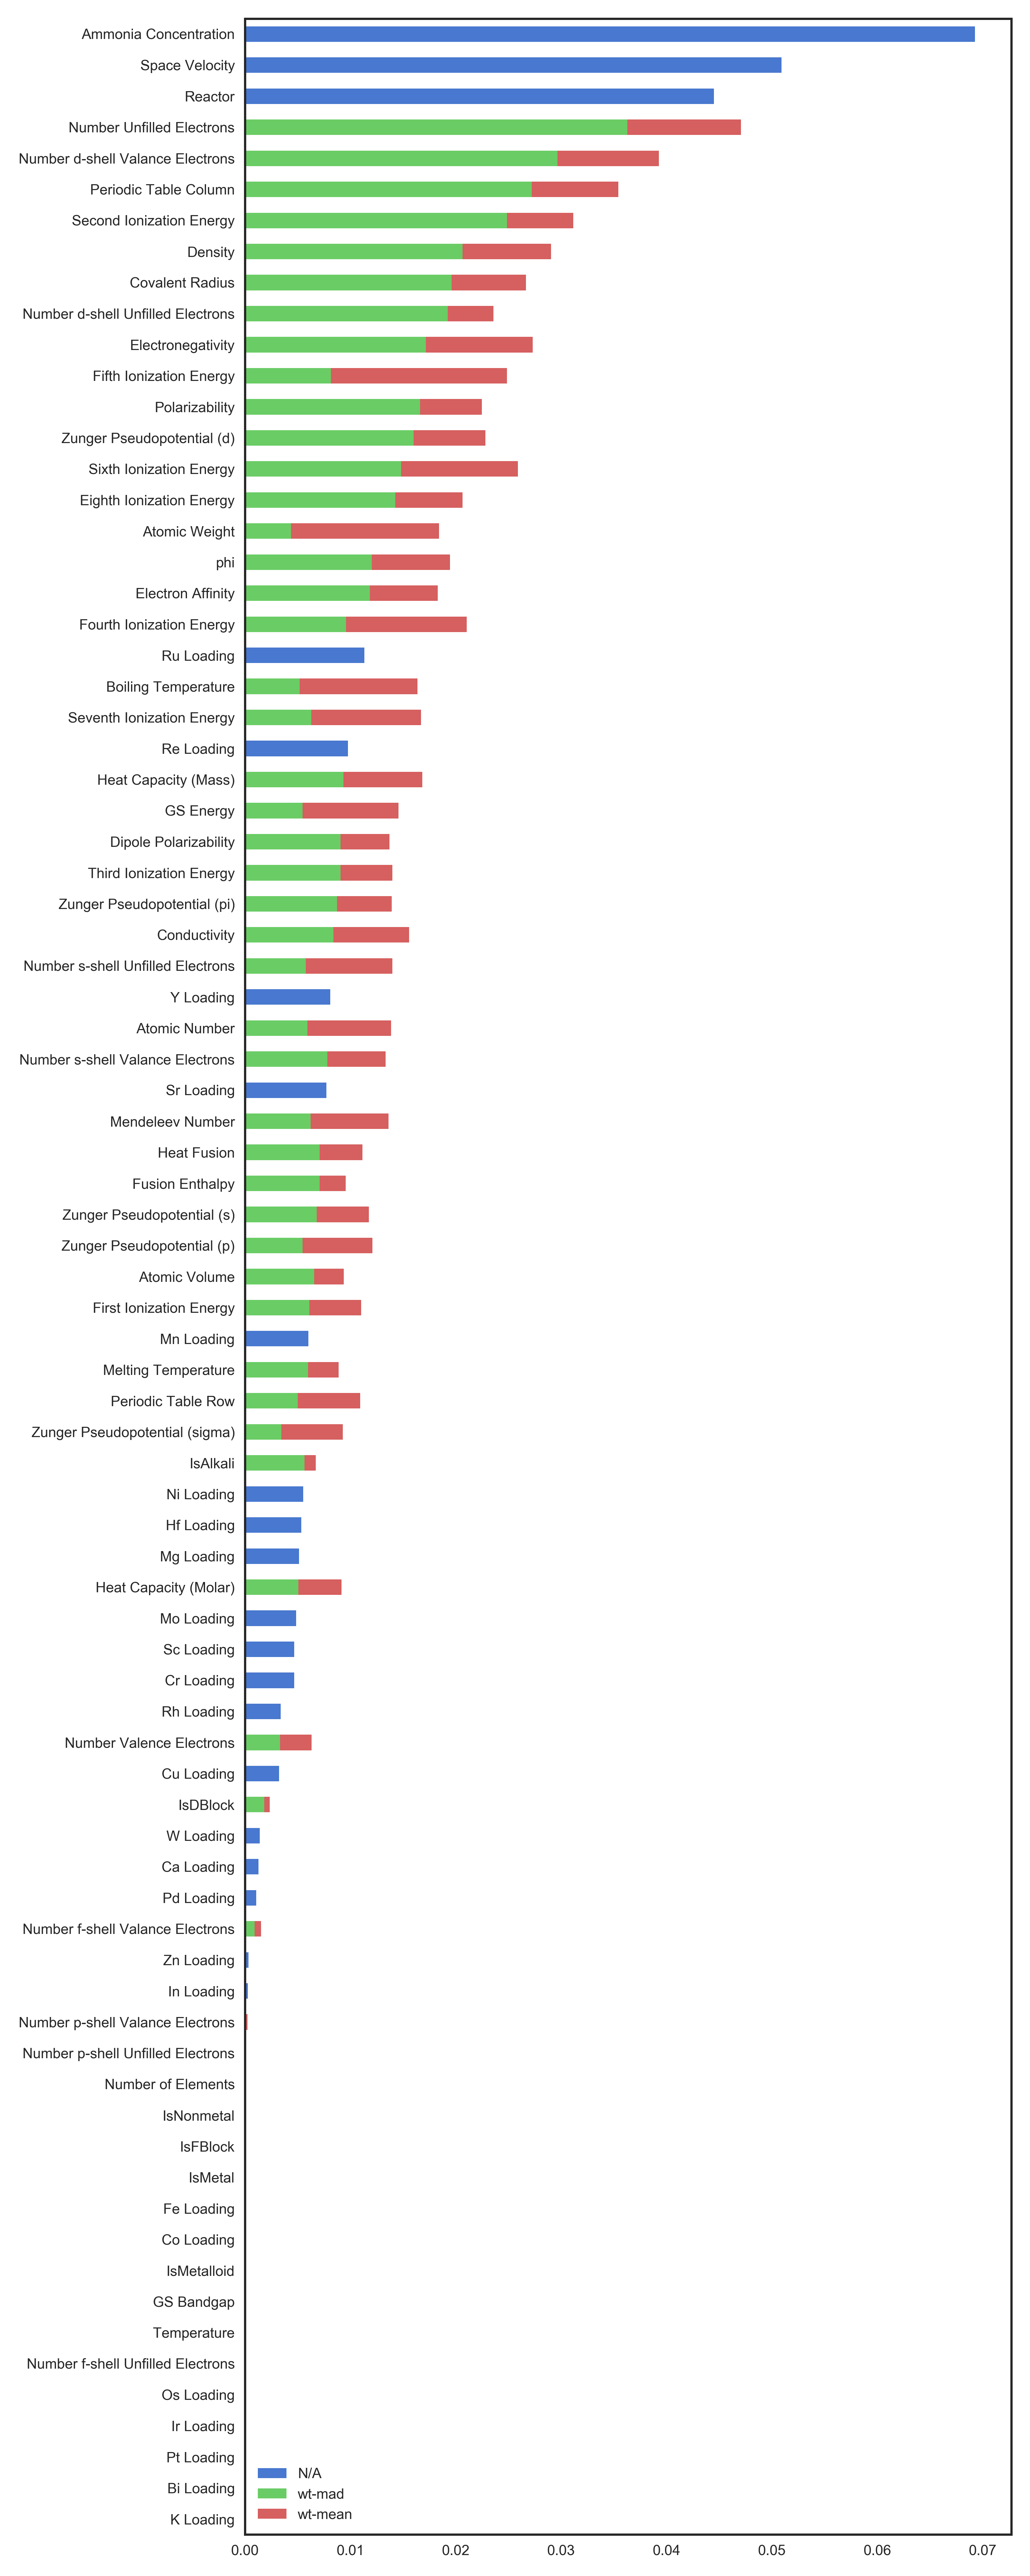 Ammonia Concentration
Space Velocity
Reactor
Number Unfilled Electrons
Number d-shell Valance Electrons
Periodic Table Column
Second Ionization Energy
Density
Covalent Radius
Number d-shell Unfilled Electrons
Electronegativity
Fifth Ionization Energy
Polarizability
Zunger Pseudopotential (d)
Sixth Ionization Energy
Eighth Ionization Energy
Atomic Weight
phi
Electron Affinity
Fourth Ionization Energy
Ru Loading
Boiling Temperature
Seventh Ionization Energy
Re Loading
Heat Capacity (Mass)
GS Energy
Dipole Polarizability
Third Ionization Energy
Zunger Pseudopotential (pi)
Conductivity
Number s-shell Unfilled Electrons
Y Loading
Atomic Number
Number s-shell Valance Electrons
Sr Loading
Mendeleev Number
Heat Fusion
Fusion Enthalpy
Zunger Pseudopotential (s)
Zunger Pseudopotential (p)
Atomic Volume
First Ionization Energy
Mn Loading
Melting Temperature
Periodic Table Row
Zunger Pseudopotential (sigma)
IsAlkali
Ni Loading
Hf Loading
Mg Loading
Heat Capacity (Molar)
Mo Loading
Sc Loading
Cr Loading
Rh Loading
Number Valence Electrons
Cu Loading
IsDBlock
W Loading
Ca Loading
Pd Loading
Number f-shell Valance Electrons
Zn Loading
In Loading
Number p-shell Valance Electrons
Number p-shell Unfilled Electrons
Number of Elements
IsNonmetal
IsFBlock
IsMetal
Fe Loading
Co Loading
IsMetalloid
GS Bandgap
Temperature
Number f-shell Unfilled Electrons
Os Loading
Ir Loading
Pt Loading
Bi Loading
K Loading
N/A
wt-mad
wt-mean
0.00 0.01 0.02 0.03 0.04 0.05 0.06 0.07